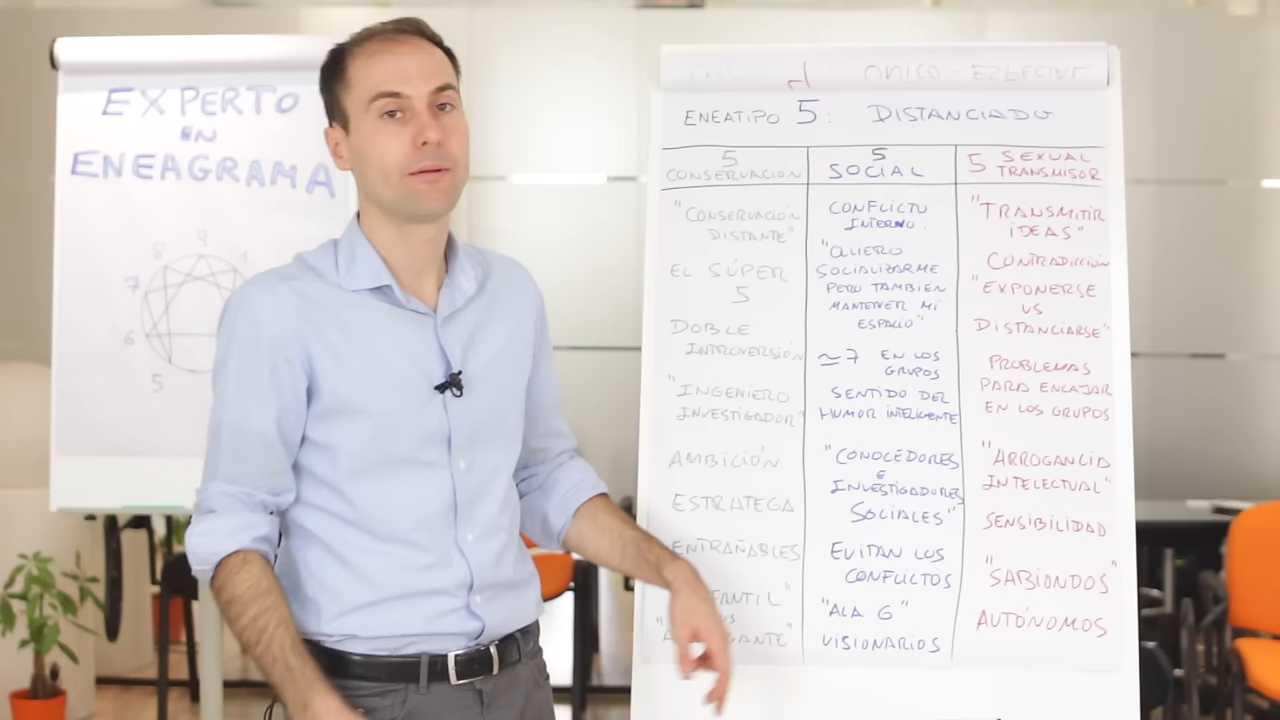 EXPERTO
EN
ENEAGRAMA
9
8
1
7
6
5
ÚNICO - ESPECIAL
ENEATIPO 5: DISTANCIADO
5
CONSERVACIÓN
"CONSERVACIÓN
DISTANTE"
EL SÚPER
5
DOBLE
INTROVERSIÓN
"INGENIERO
INVESTIGADOR"
AMBICIÓN
ESTRATEGA
ENTRAÑABLES
5
SOCIAL
CONFLICTO
INTERNO.
"QUIERO
SOCIALIZARME
PERO TAMBIÉN
MANTENER MI
ESPACIO"
≃7 EN LOS
GRUPOS
SENTIDO DEL
HUMOR INTELIGENTE
"CONOCEDORES
E
INVESTIGADORES
SOCIALES"
EVITAN LOS
CONFLICTOS
"ALA 6"
VISIONARIOS
5 SEXUAL
TRANSMISOR
"TRANSMITIR
IDEAS"
CONTRADICCIÓN
"EXPONERSE
VS
DISTANCIARSE"
PROBLEMAS
PARA ENCAJAR
EN LOS GRUPOS
"ARROGANCIA
INTELECTUAL"
SENSIBILIDAD
"SABIONDOS"
AUTÓNOMOS